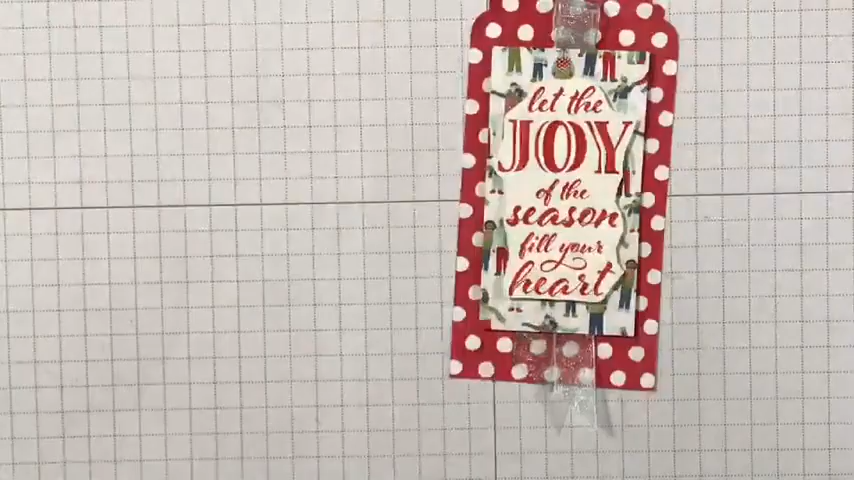 let the
JOY
of the
season
fill your
heart